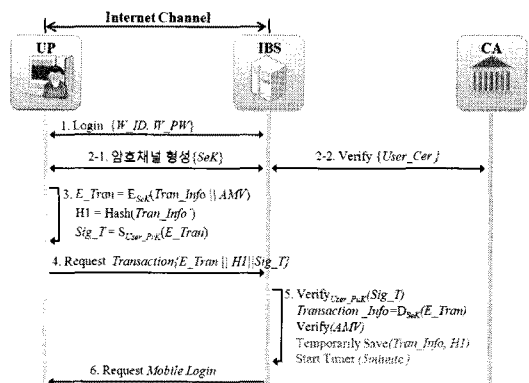 Internet Channel
UP
IBS
CA
1. Login {W_ID, W_PW}
2-1. 암호채널 형성{SeK}
2-2. Verify {User_Cer}
3. E_Tran = E_SeK(Tran_Info || AMV)
H1 = Hash(Tran_Info)
Sig_T = S_User_PriK(E_Tran)
4. Request Transaction{E_Tran || H1||Sig_T}
5. Verify_User_PuK(Sig_T)
Transaction_Info=D_SeK(E_Tran)
Verify(AMV)
Temporarily Save(Tran_Info, H1)
Start Timer (5minute)
6. Request Mobile Login